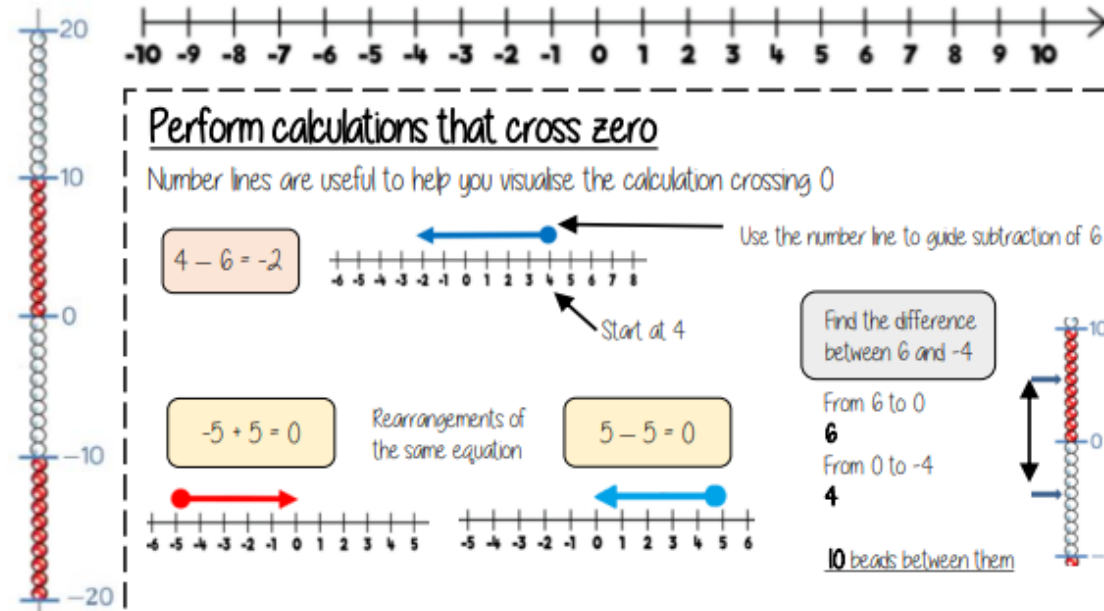 20
10
0
-10
-20
-10 -9 -8 -7 -6 -5 -4 -3 -2 -1 0 1 2 3 4 5 6 7 8 9 10
Perform calculations that cross zero
Number lines are useful to help you visualise the calculation crossing 0
4 - 6 = -2
-6 -5 -4 -3 -2 -1 0 1 2 3 4 5 6 7 8
Use the number line to guide subtraction of 6
Start at 4
-5 + 5 = 0
Rearrangements of
the same equation
5 - 5 = 0
-6 -5 -4 -3 -2 -1 0 1 2 3 4 5
-5 -4 -3 -2 -1 0 1 2 3 4 5 6
Find the difference
between 6 and -4
From 6 to 0
6
From 0 to -4
4
10 beads between them
10
0